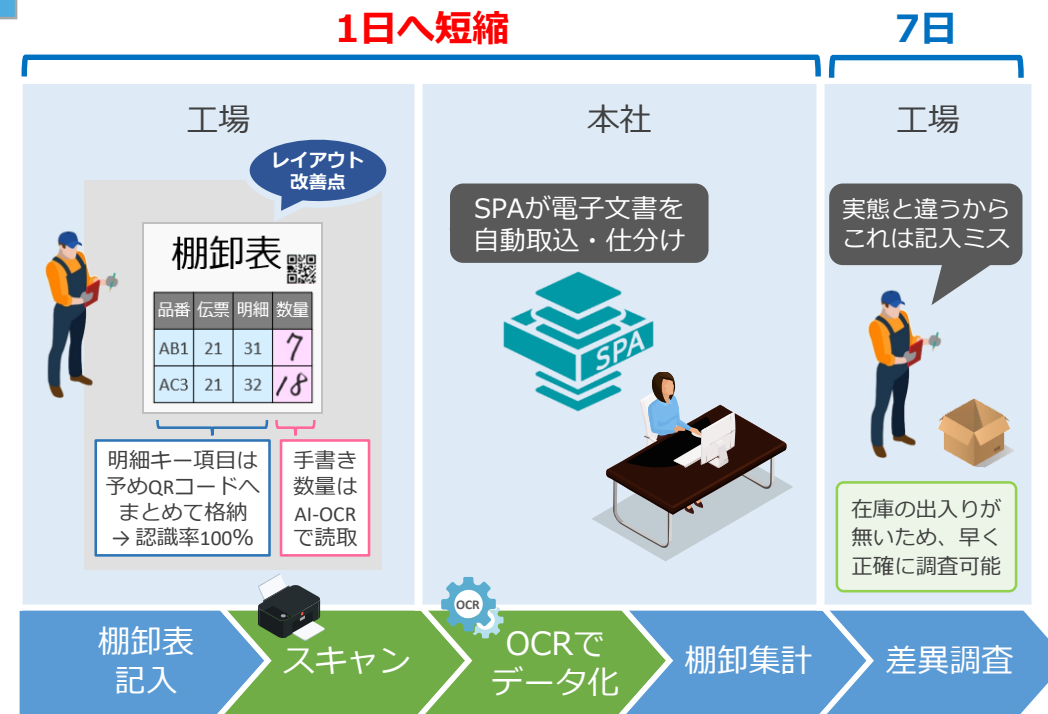 1日へ短縮
7日
工場
レイアウト
改善点
棚卸表
品番 伝票 明細 数量
AB1 21 31 7
AC3 21 32 18
明細キー項目は
予めQRコードへ
まとめて格納
→ 認識率100%
手書き
数量は
AI-OCR
で読取
本社
SPAが電子文書を
自動取込・仕分け
SPA
工場
実態と違うから
これは記入ミス
在庫の出入りが
無いため、早く
正確に調査可能
棚卸表
記入
スキャン
OCR
OCRで
データ化
棚卸集計
差異調査